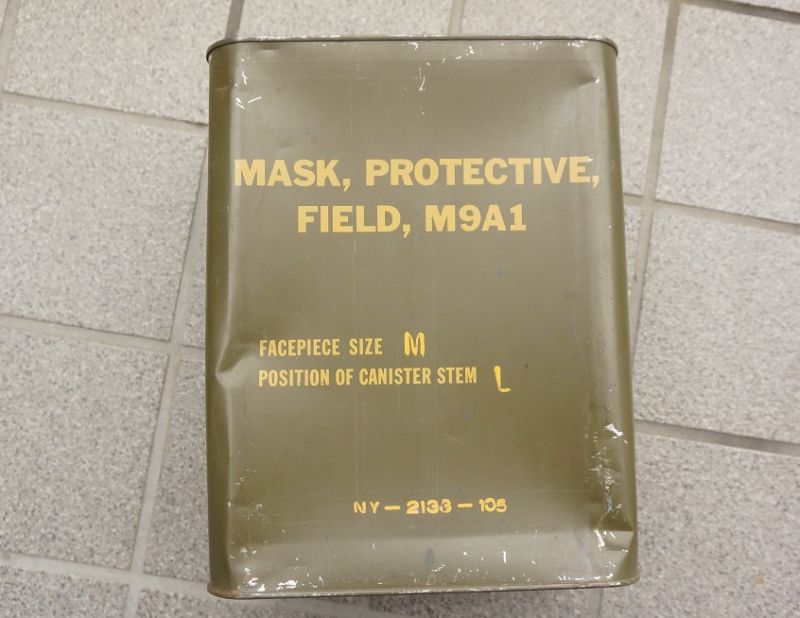 MASK, PROTECTIVE,
FIELD, M9A1
FACEPIECE SIZE M
POSITION OF CANISTER STEM L
NY-2133-105